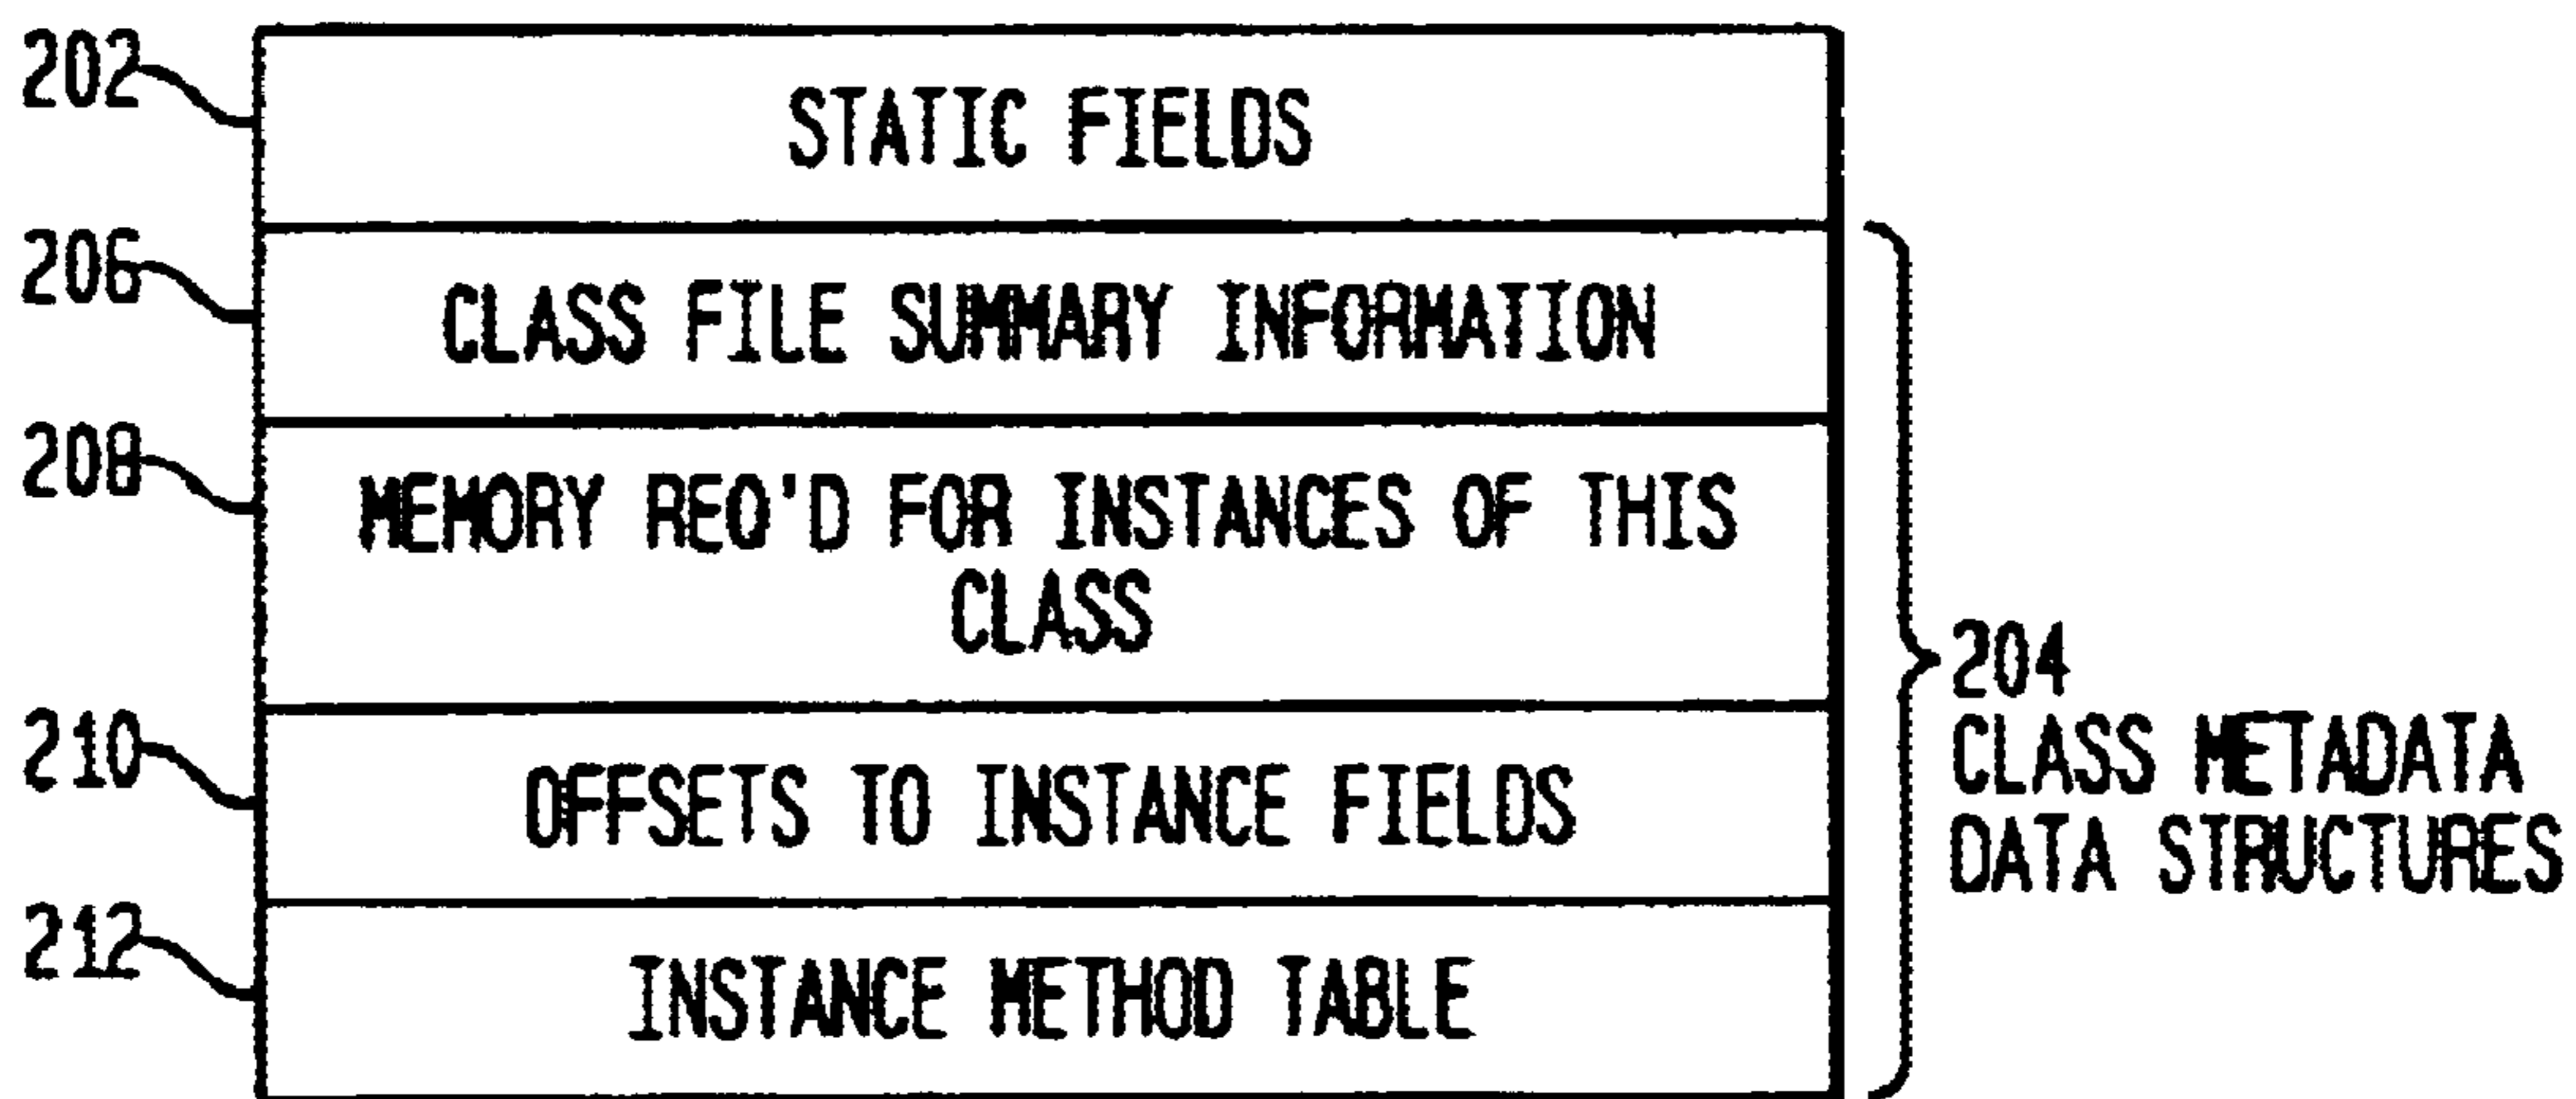 202
STATIC FIELDS
206
CLASS FILE SUMMARY INFORMATION
208
MEMORY REQ'D FOR INSTANCES OF THIS
CLASS
204
CLASS METADATA
DATA STRUCTURES
210
OFFSETS TO INSTANCE FIELDS
212
INSTANCE METHOD TABLE